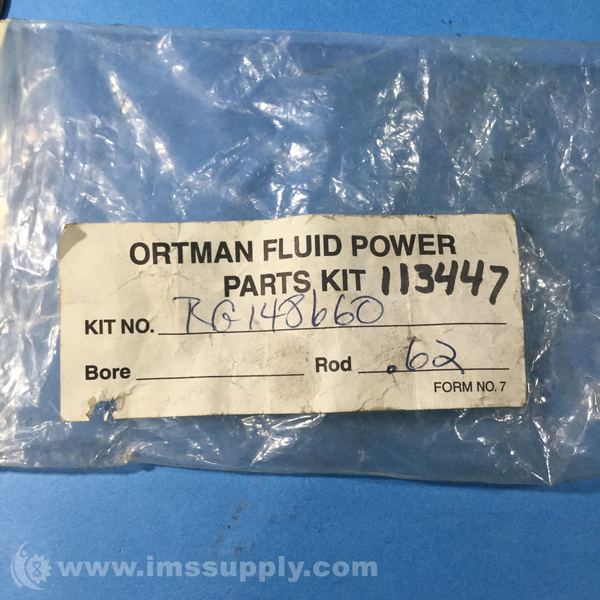 ORTMAN FLUID POWER
PARTS KIT 113447
KIT NO. RG148660
Bore Rod .62
FORM NO. 7
www.imssupply.com